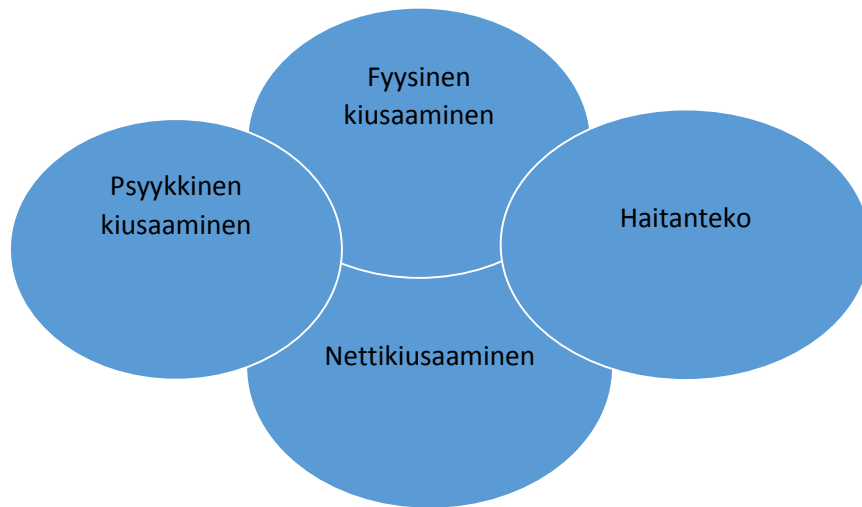 Fyysinen
kiusaaminen
Psyykkinen
kiusaaminen
Haitanteko
Nettikiusaaminen